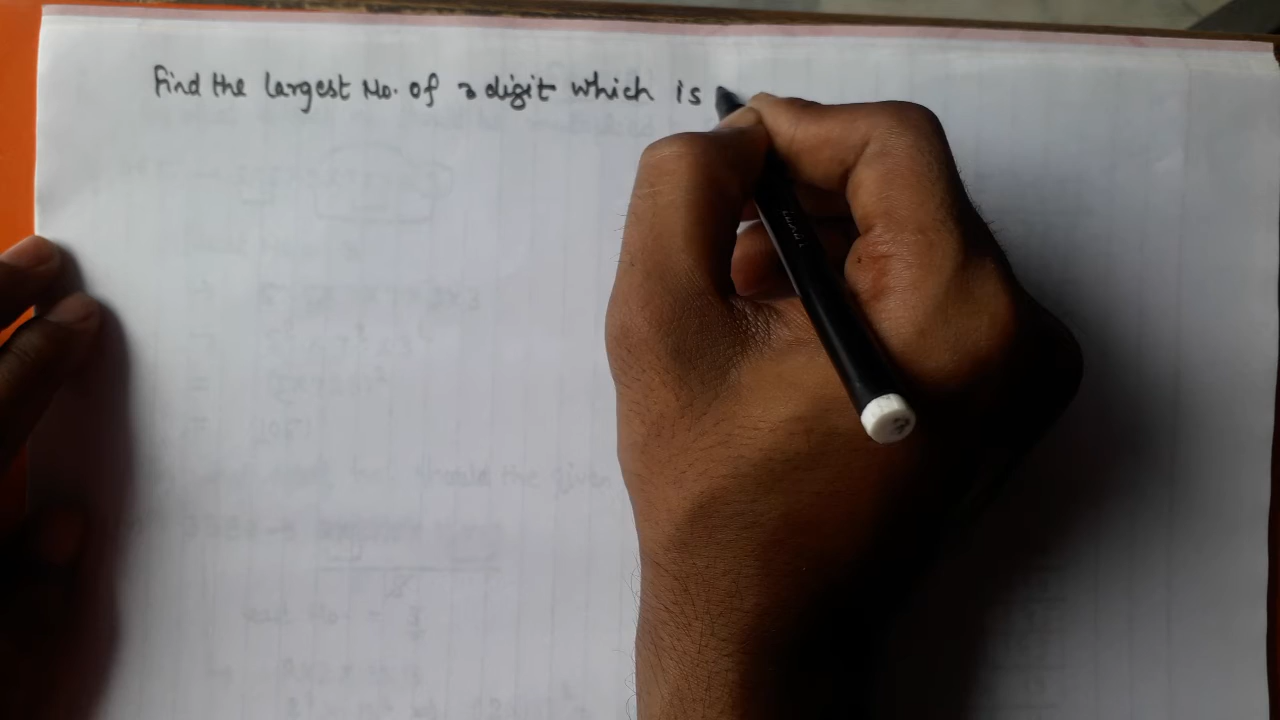 Find the largest No. of 3 digit which is